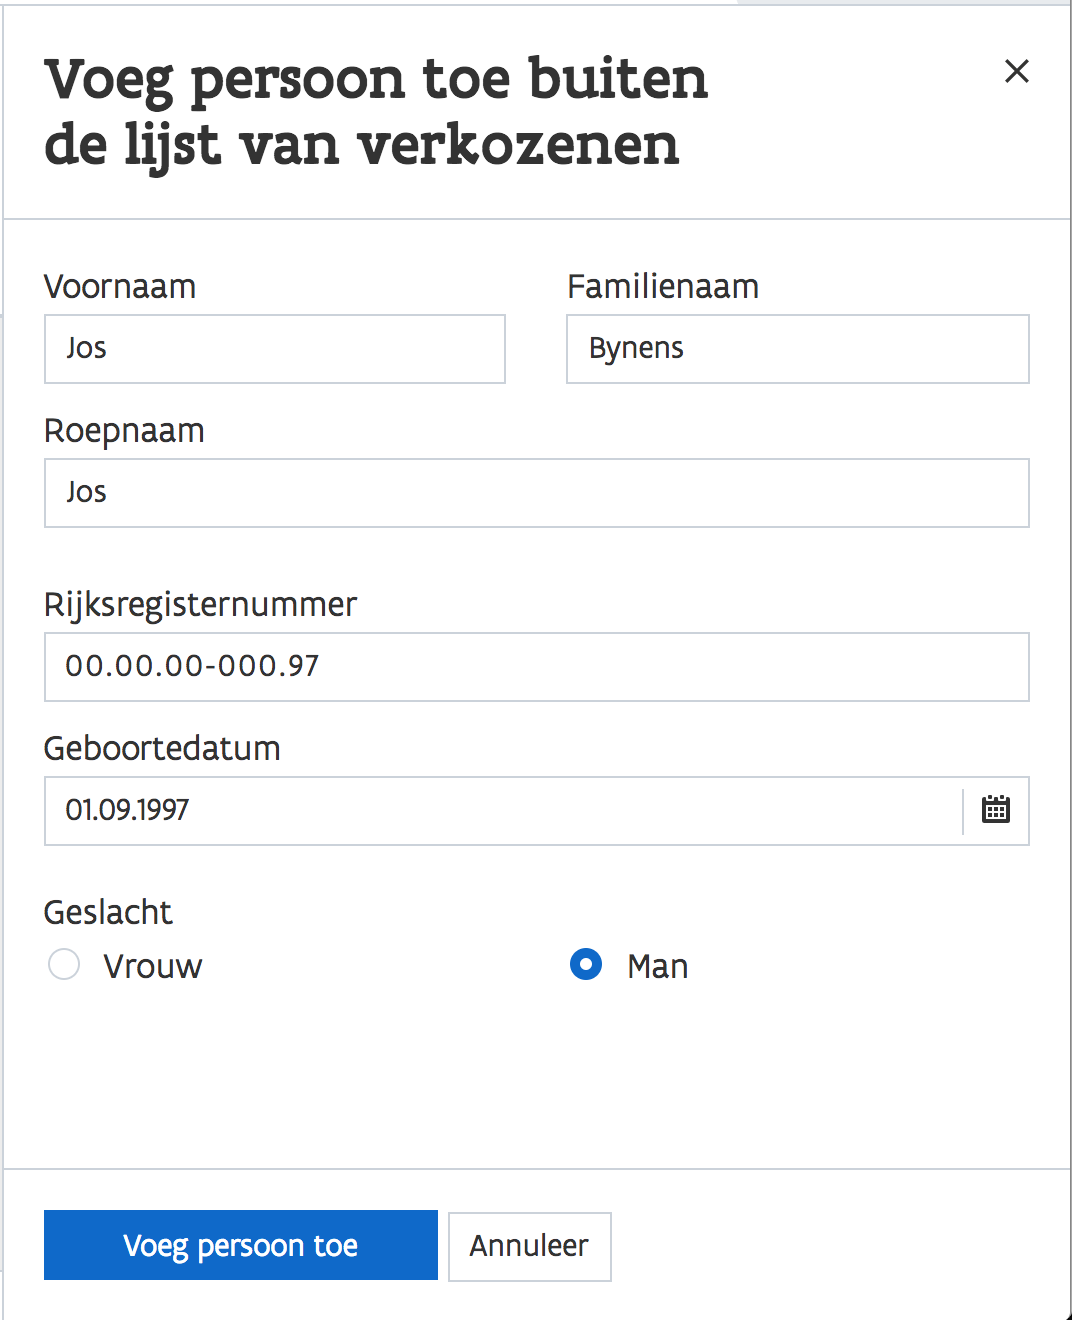 Voeg persoon toe buiten
de lijst van verkozenen
Voornaam
Familienaam
Jos
Bynens
Roepnaam
Jos
Rijksregisternummer
00.00.00-000.97
Geboortedatum
01.09.1997
Geslacht
Vrouw
Man
Voeg persoon toe
Annuleer